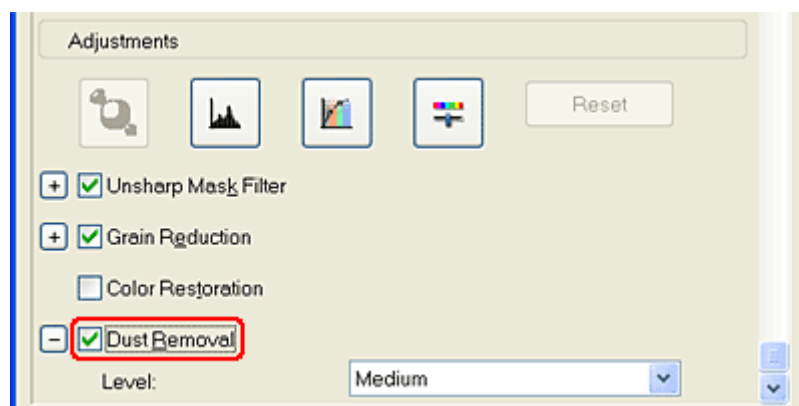 Adjustments
Reset
Unsharp Mask Filter
Grain Reduction
Color Restoration
Dust Removal
Level: Medium